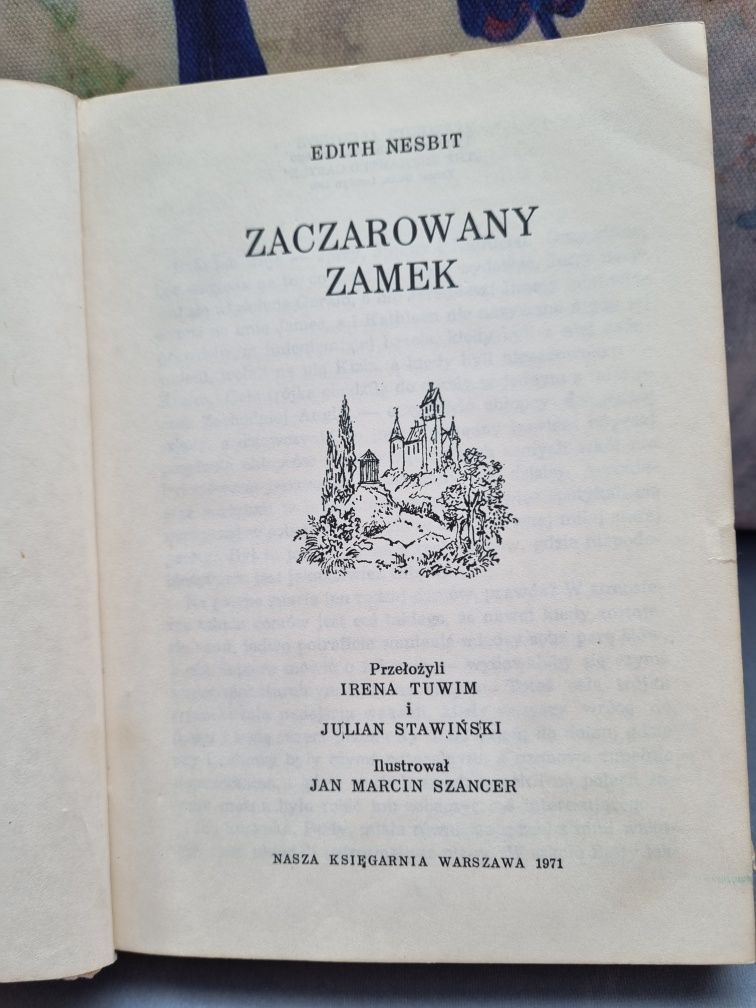 EDITH NESBIT
ZACZAROWANY
ZAMEK
Przełożyli
IRENA TUWIM
i
JULIAN STAWIŃSKI
Ilustrował
JAN MARCIN SZANCER
NASZA KSIĘGARNIA WARSZAWA 1971